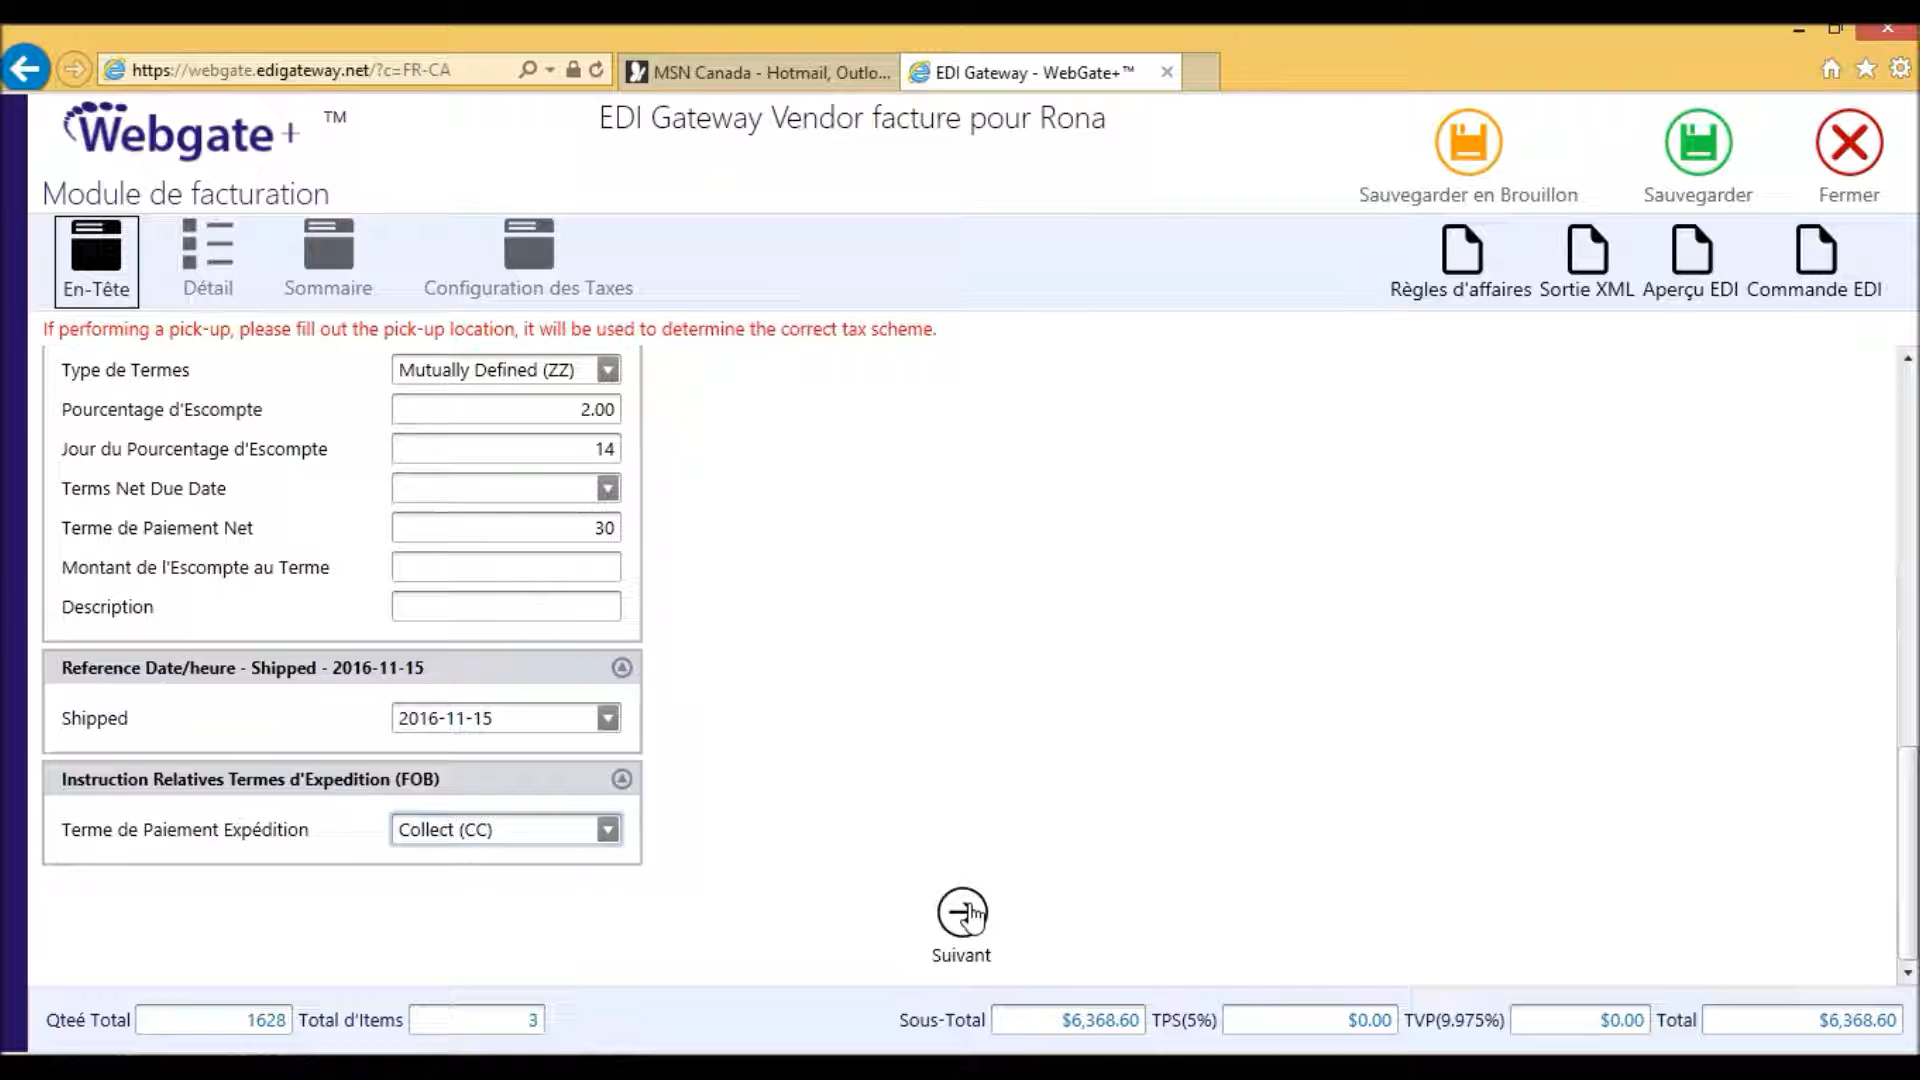 https://webgate.edigateway.net/?c=FR-CA
MSN Canada - Hotmail, Outlo...
EDI Gateway - WebGate+™
Webgate+ TM
EDI Gateway Vendor facture pour Rona
Sauvegarder en Brouillon
Sauvegarder
Fermer
Module de facturation
En-Tête
Détail
Sommaire
Configuration des Taxes
Règles d'affaires
Sortie XML
Aperçu EDI
Commande EDI
If performing a pick-up, please fill out the pick-up location, it will be used to determine the correct tax scheme.
Type de Termes Mutually Defined (ZZ)
Pourcentage d'Escompte 2.00
Jour du Pourcentage d'Escompte 14
Terms Net Due Date
Terme de Paiement Net 30
Montant de l'Escompte au Terme
Description
Reference Date/heure - Shipped - 2016-11-15
Shipped 2016-11-15
Instruction Relatives Termes d'Expedition (FOB)
Terme de Paiement Expédition Collect (CC)
Suivant
Qteé Total 1628 Total d'Items 3 Sous-Total $6,368.60 TPS(5%) $0.00 TVP(9.975%) $0.00 Total $6,368.60